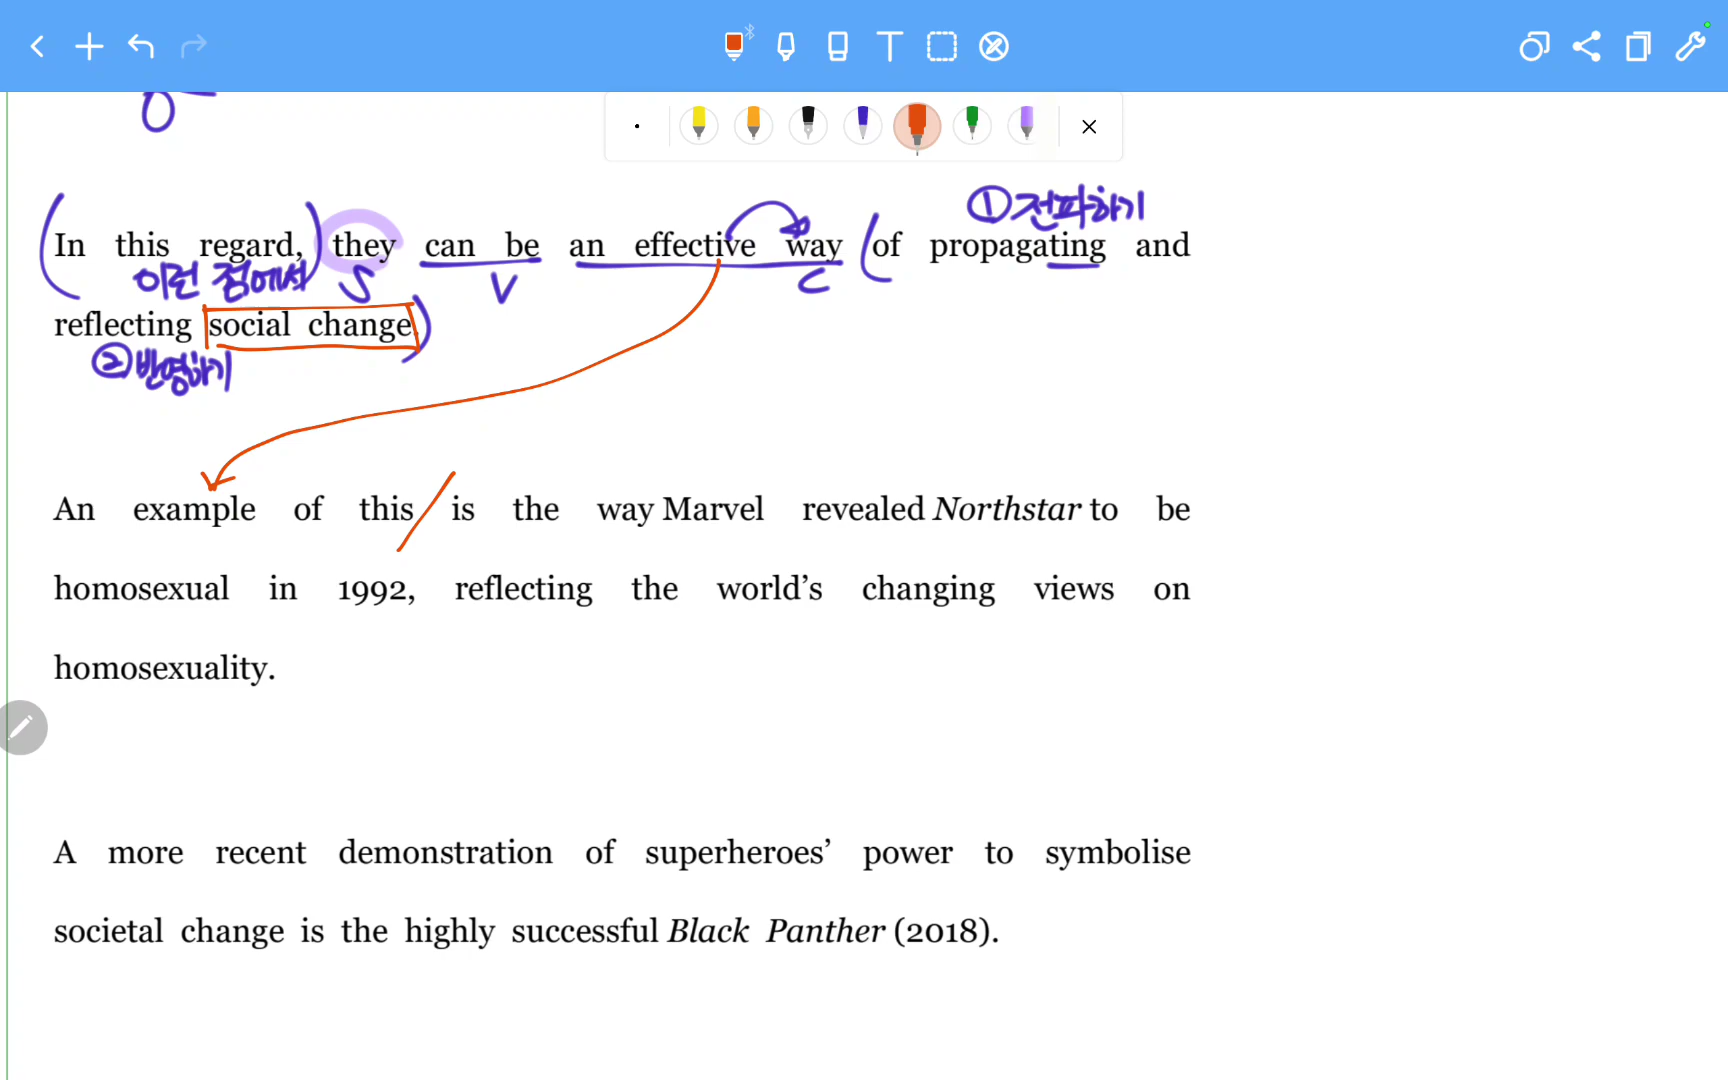 ①전파하기
In this regard, they can be an effective way of propagating and
이런 점에서 S V C
reflecting social change.
②반영하기
An example of this is the way Marvel revealed Northstar to be
homosexual in 1992, reflecting the world's changing views on
homosexuality.
A more recent demonstration of superheroes' power to symbolise
societal change is the highly successful Black Panther (2018).